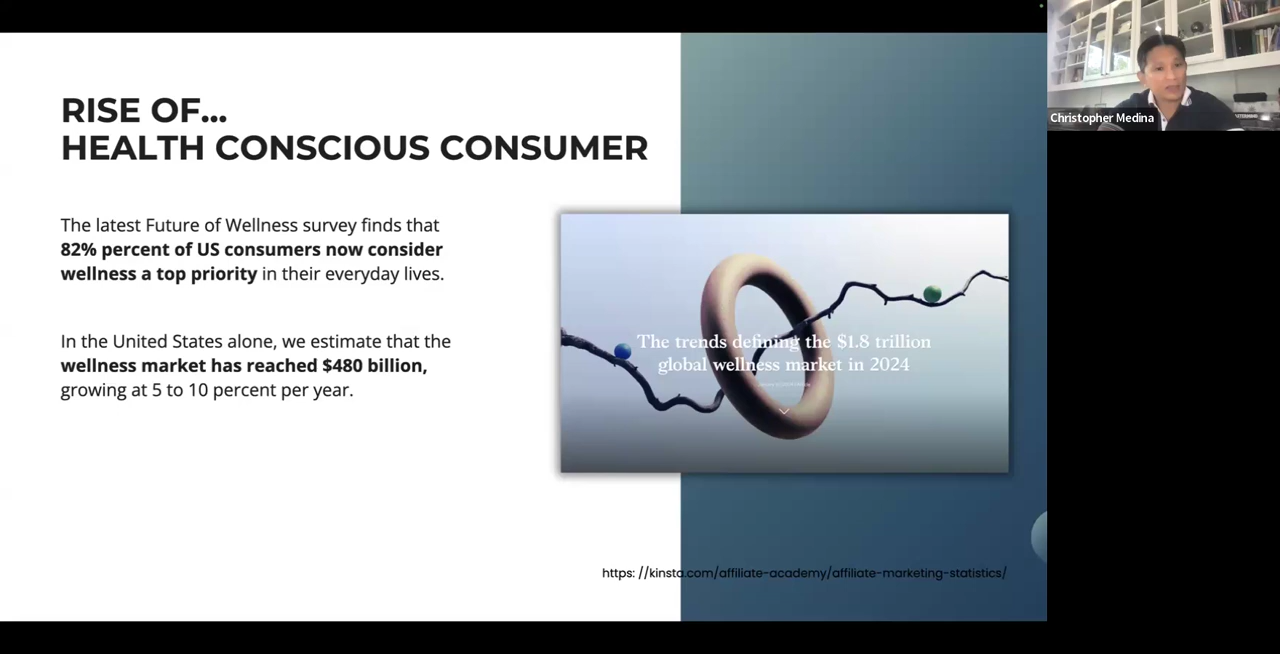 RISE OF...
HEALTH CONSCIOUS CONSUMER
The latest Future of Wellness survey finds that
82% percent of US consumers now consider
wellness a top priority in their everyday lives.
In the United States alone, we estimate that the
wellness market has reached $480 billion,
growing at 5 to 10 percent per year.
The trends defining the $1.8 trillion
global wellness market in 2024
https: //kinsta.com/affiliate-academy/affiliate-marketing-statistics/
Christopher Medina